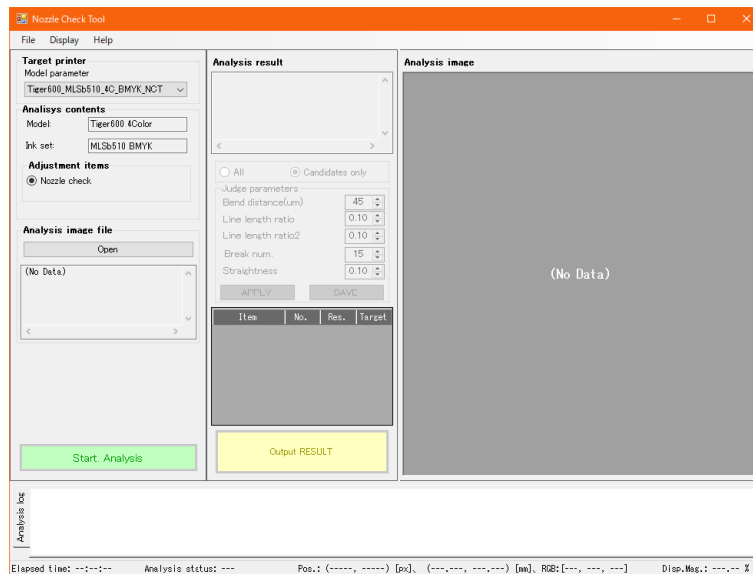 Nozzle Check Tool
File Display Help
Target printer
Model parameter
Tiger600_MLSb510_4C_BMYK_NCT
Analisys contents
Model: Tiger600 4Color
Ink set: MLSb510 BMYK
Adjustment items
Nozzle check
Analysis image file
Open
(No Data)
Start. Analysis
Analysis result
All Candidates only
Judge parameters
Bend distance(um) 45
Line length ratio 0.10
Line length ratio2 0.10
Break num. 15
Straightness 0.10
APPLY SAVE
Item No. Res. Target
Output RESULT
Analysis image
(No Data)
Analysis log
Elapsed time: --:--:-- Analysis status: --- Pos.: (-----, -----) [px]、 (---.---, ---.---) [mm]、RGB:[---, ---, ---] Disp.Mag.: ---.-- %